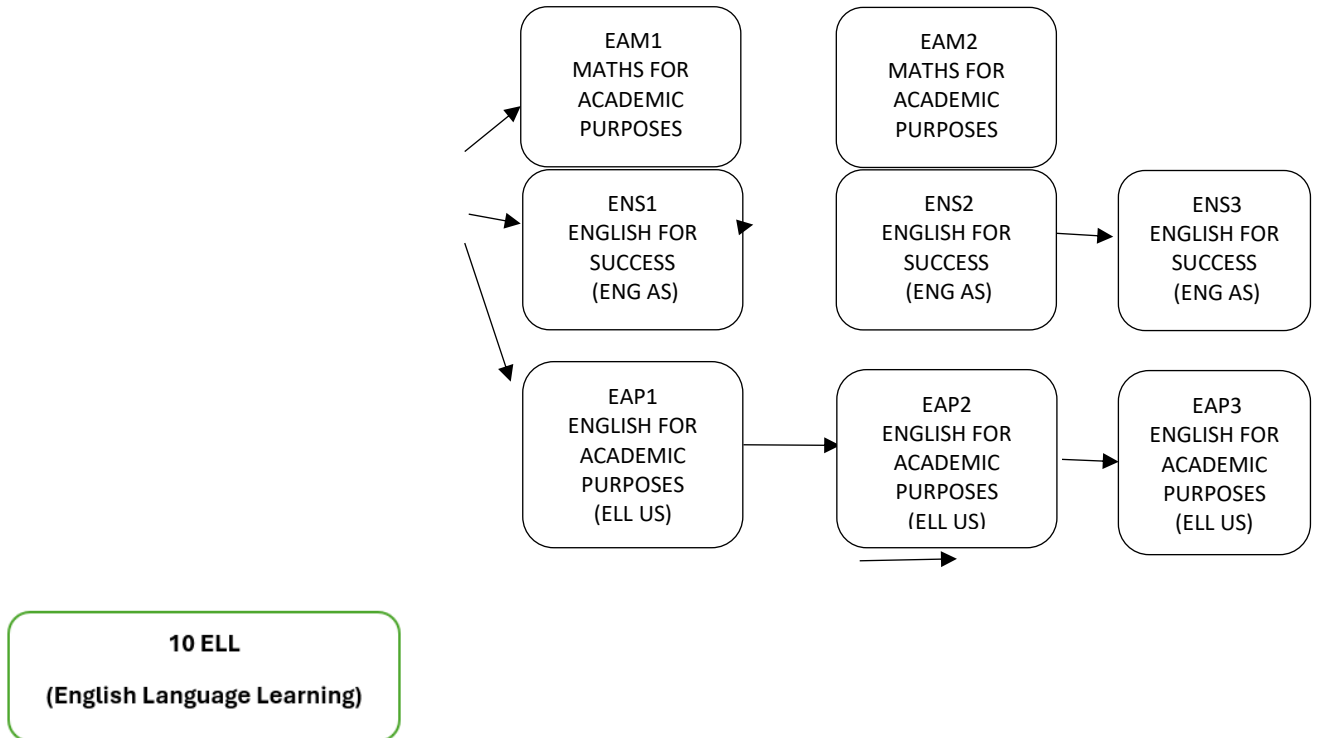 EAM1
MATHS FOR
ACADEMIC
PURPOSES
EAM2
MATHS FOR
ACADEMIC
PURPOSES
ENS1
ENGLISH FOR
SUCCESS
(ENG AS)
ENS2
ENGLISH FOR
SUCCESS
(ENG AS)
ENS3
ENGLISH FOR
SUCCESS
(ENG AS)
EAP1
ENGLISH FOR
ACADEMIC
PURPOSES
(ELL US)
EAP2
ENGLISH FOR
ACADEMIC
PURPOSES
(ELL US)
EAP3
ENGLISH FOR
ACADEMIC
PURPOSES
(ELL US)
10 ELL
(English Language Learning)